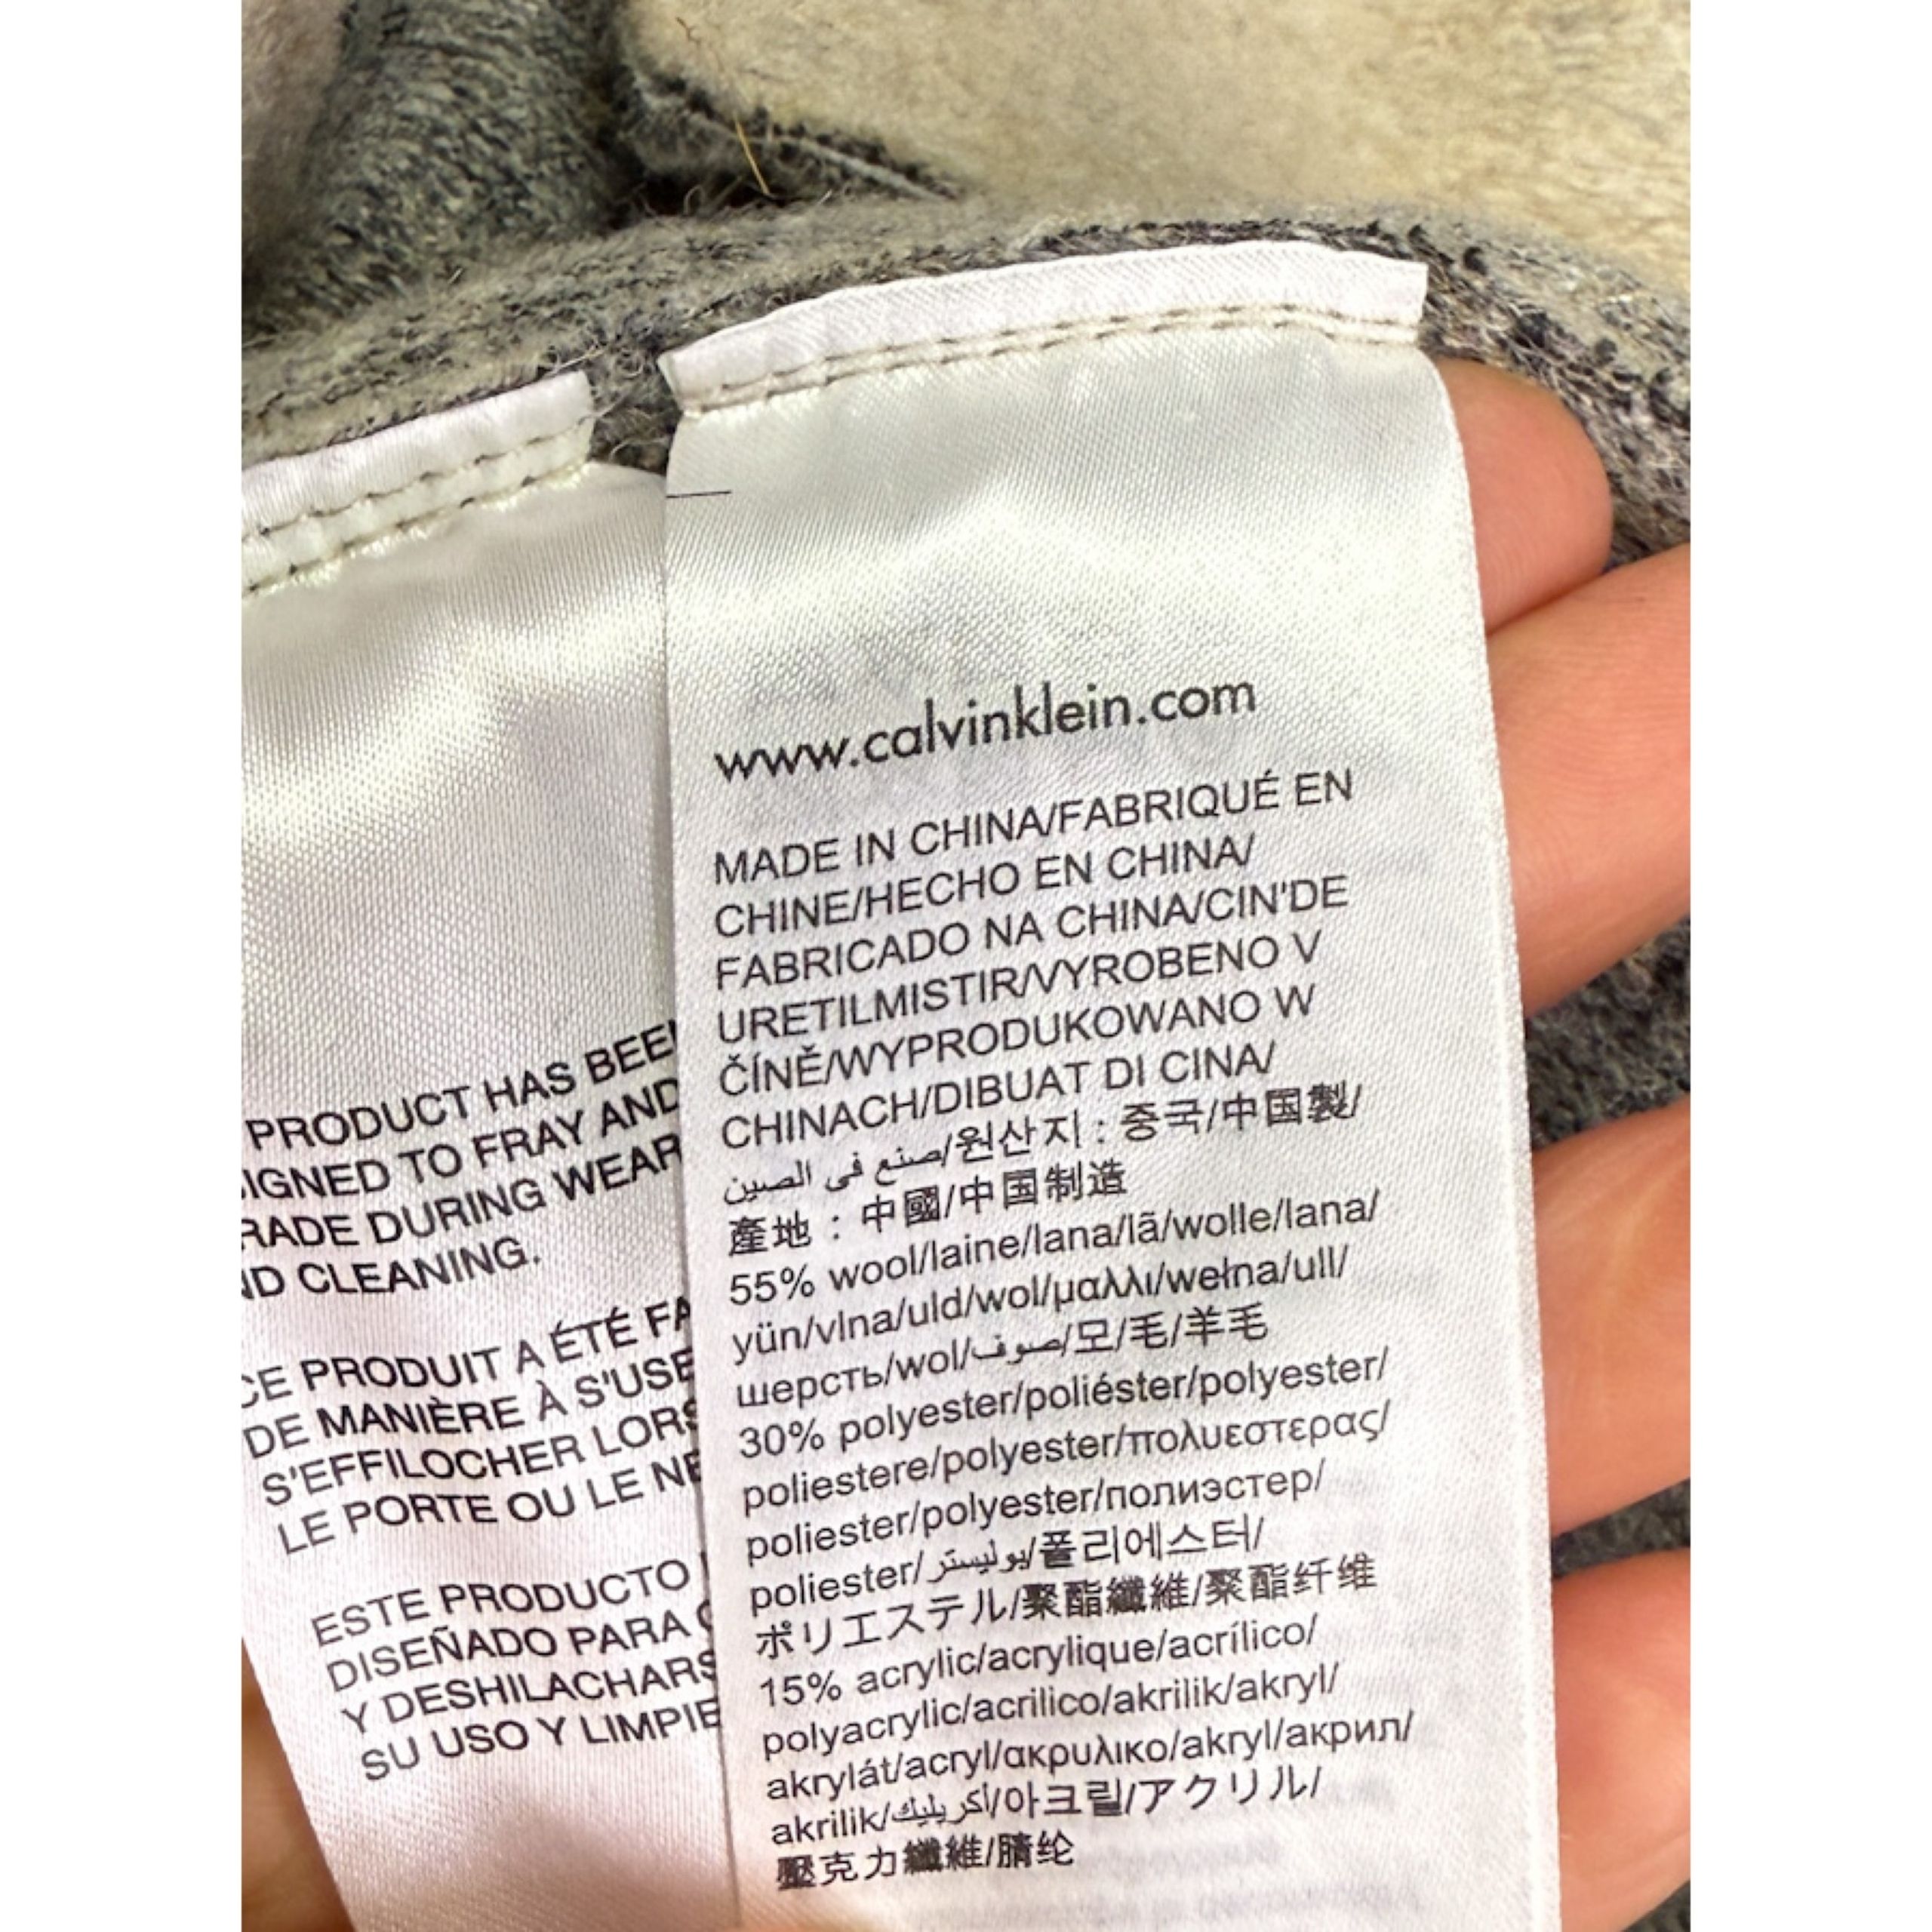 PRODUCT HAS BEE
IGNED TO FRAY AND
RADE DURING WEAR
ND CLEANING.
CE PRODUIT A ÉTÉ FA
DE MANIÈRE À S'USE
S'EFFILOCHER LORS
LE PORTE OU LE NE
ESTE PRODUCTO
DISEÑADO PARA
Y DESHILACHARS
SU USO Y LIMPIE
www.calvinklein.com
MADE IN CHINA/FABRIQUÉ EN
CHINE/HECHO EN CHINA/
FABRICADO NA CHINA/CIN'DE
URETILMISTIR/VYROBENO V
ČÍNĚ/WYPRODUKOWANO W
CHINACH/DIBUAT DI CINA/
صنع في الصين/원산지 : 중국/中国製/
產地 : 中國/中国制造
55% wool/laine/lana/lã/wolle/lana/
yün/vlna/uld/wol/μαλλι/wełna/ull/
шерсть/wol/صوف/모/毛/羊毛
30% polyester/poliéster/polyester/
poliestere/polyester/πολυεστερας/
poliester/polyester/полиэстер/
poliester/بوليستر/폴리에스터/
ポリエステル/聚酯纖維/聚酯纤维
15% acrylic/acrylique/acrílico/
polyacrylic/acrilico/akrilik/akryl/
akrylát/acryl/ακρυλικο/akryl/акрил/
akrilik/أكريليك/아크릴/アクリル/
壓克力纖維/腈纶